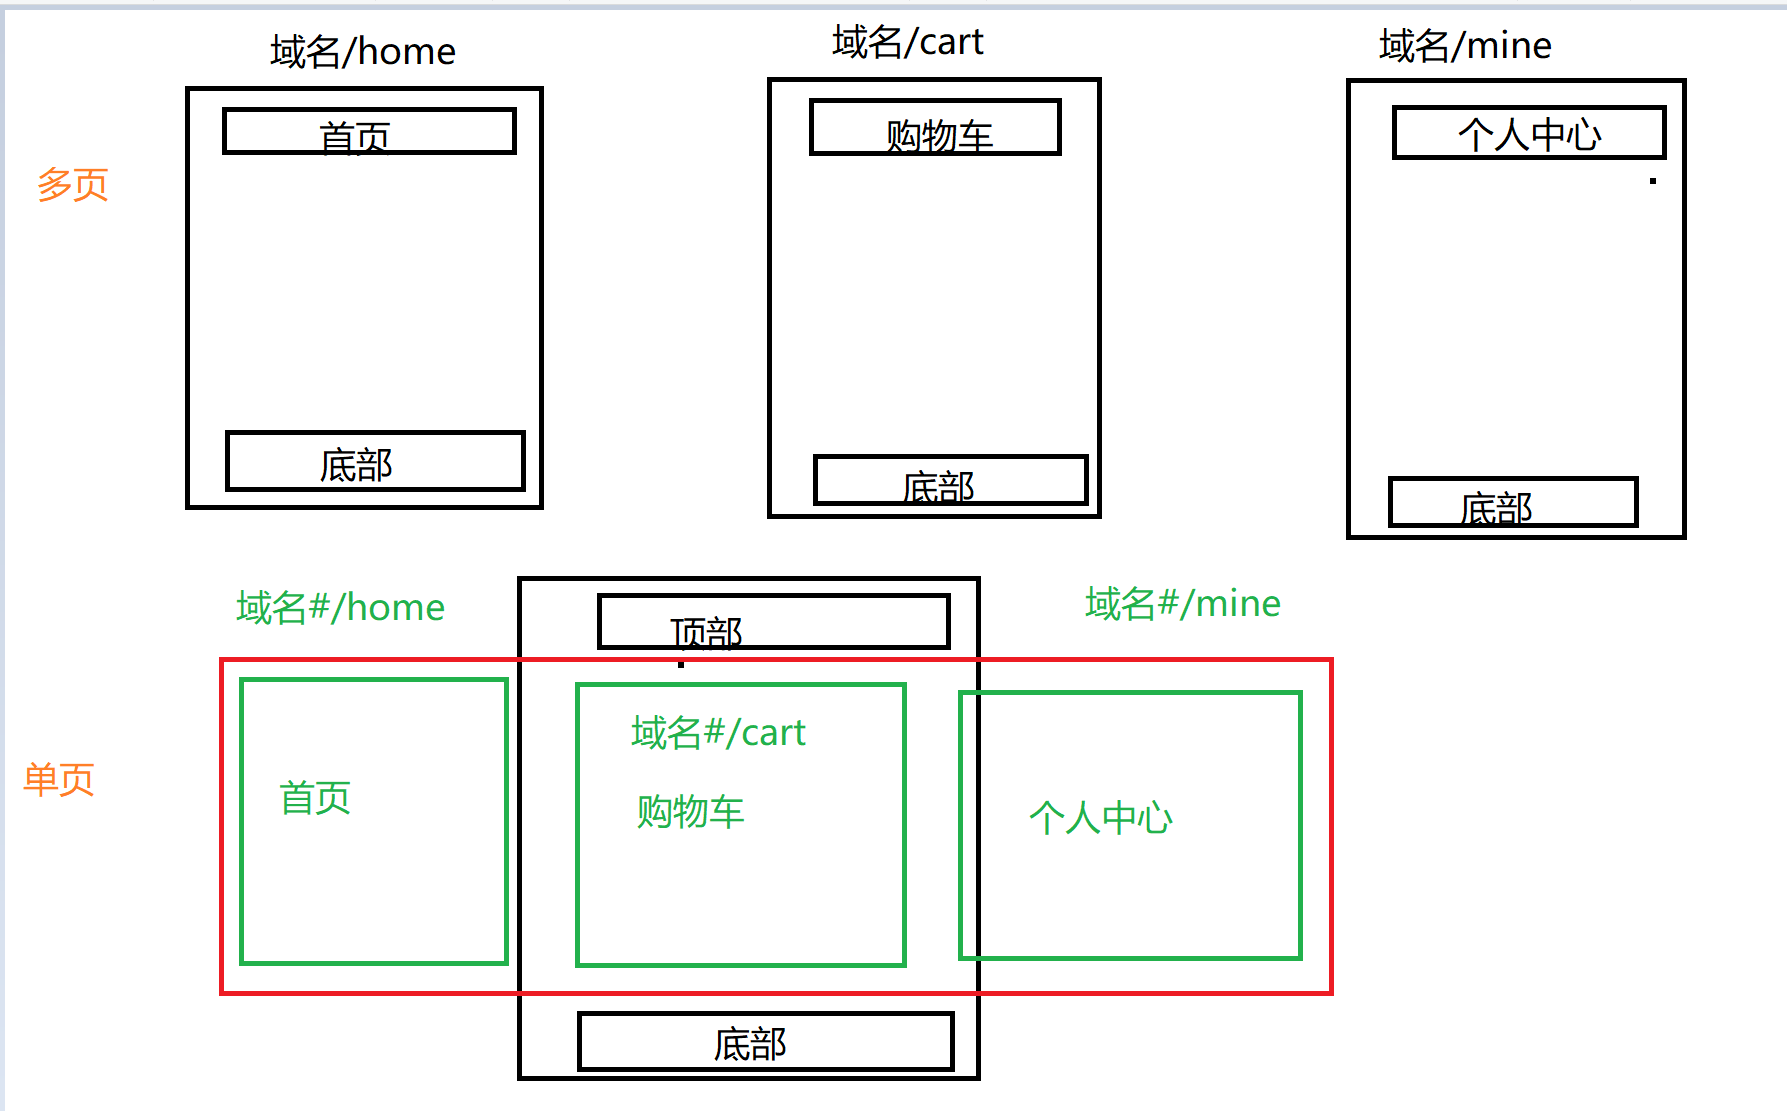 域名/home
域名/cart
域名/mine
首页
购物车
个人中心
多页
底部
底部
底部
域名#/home
域名#/mine
顶部
域名#/cart
首页
购物车
个人中心
单页
底部